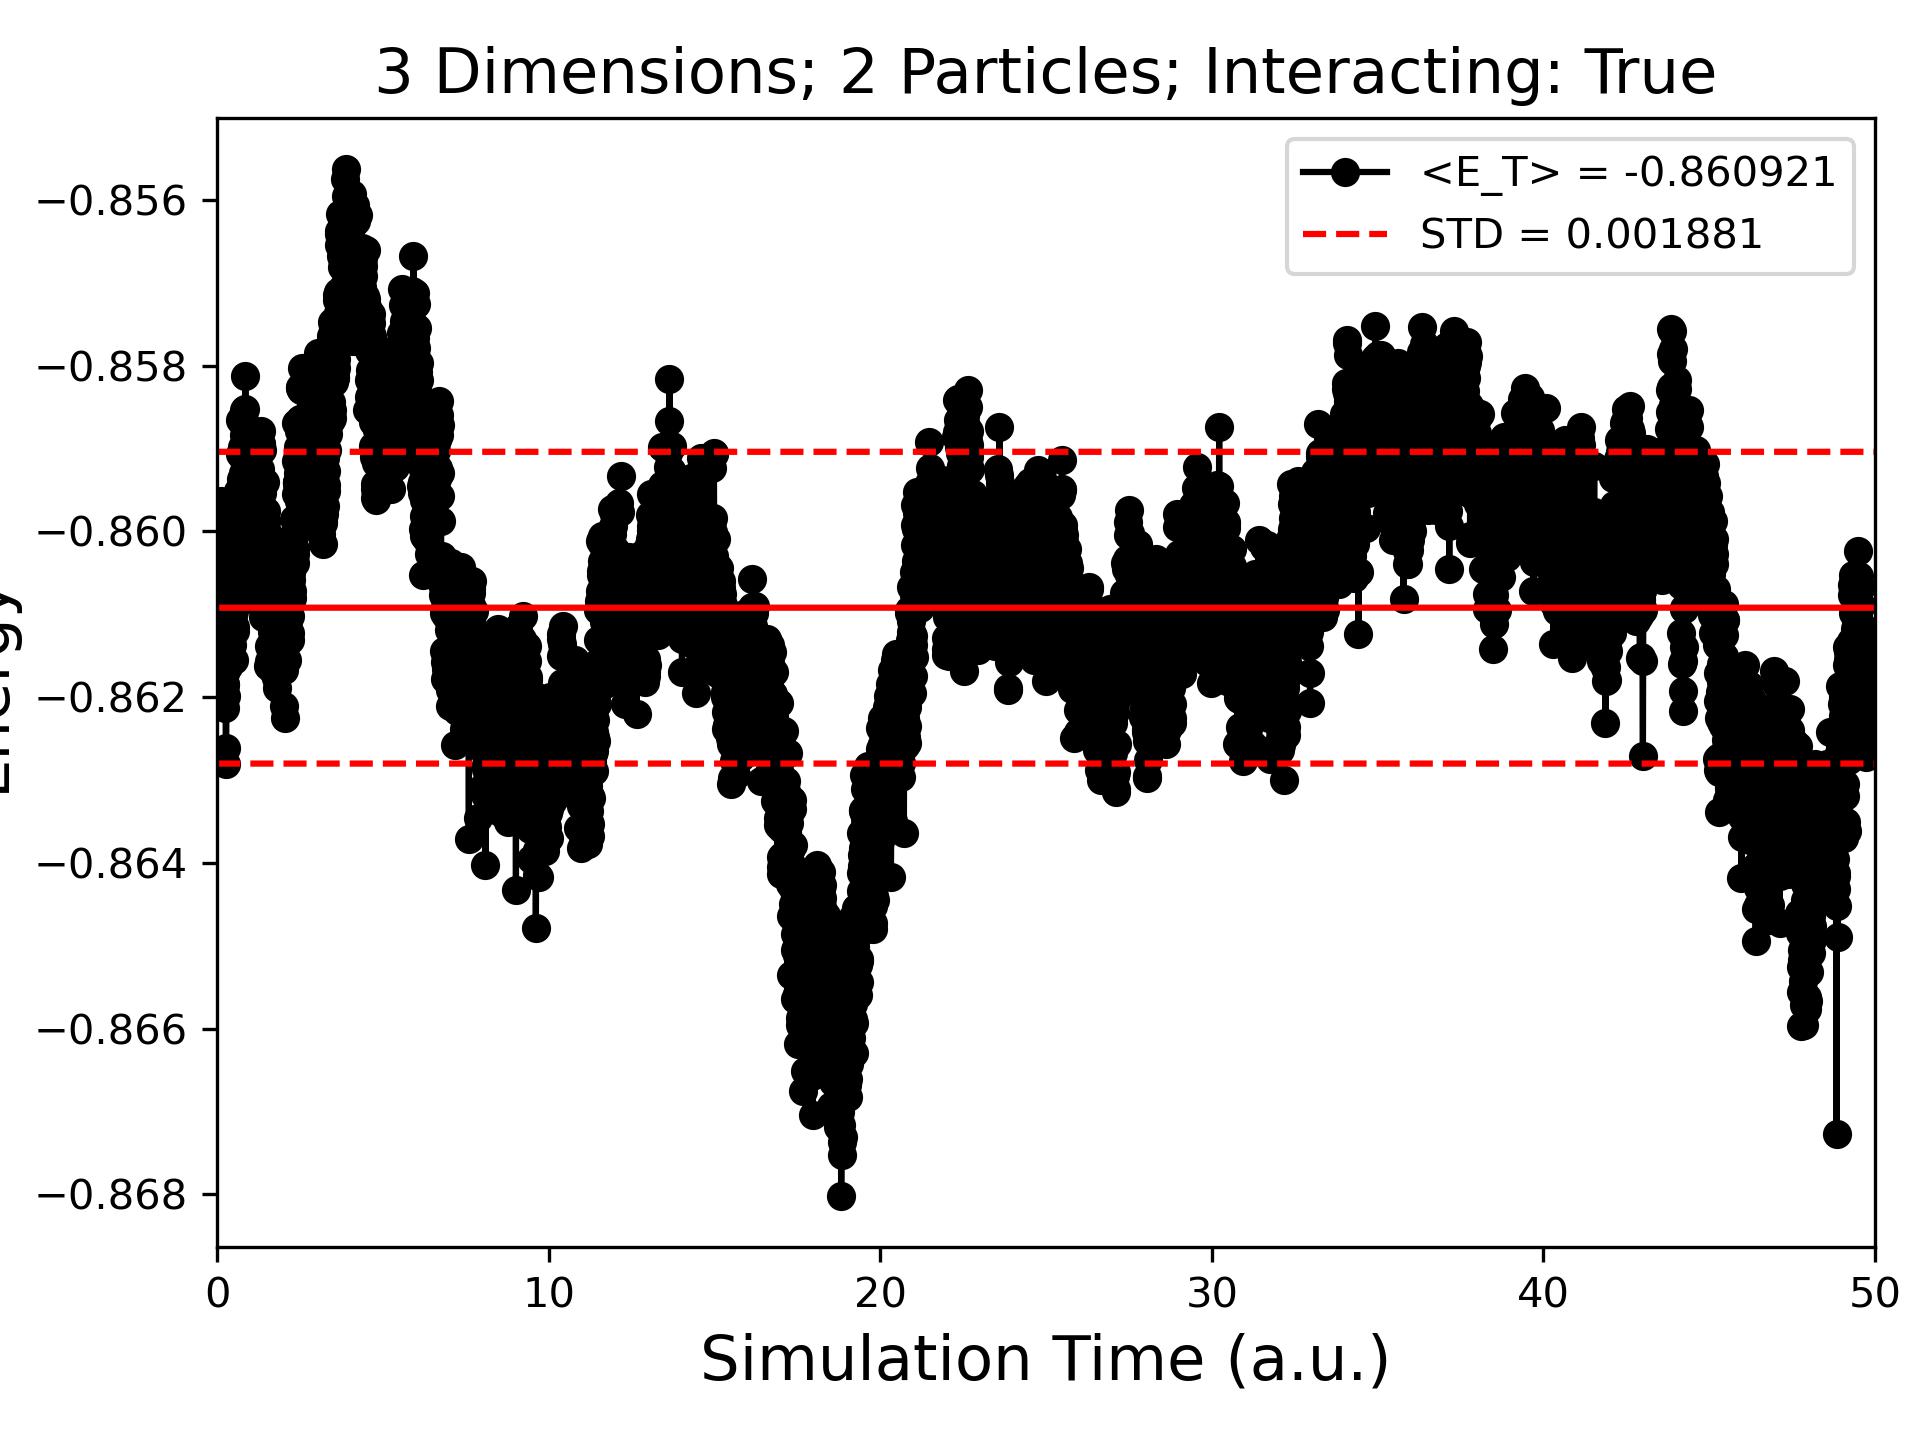 3 Dimensions; 2 Particles; Interacting: True
<E_T> = -0.860921
STD = 0.001881
−0.856
−0.858
−0.860
−0.862
−0.864
−0.866
−0.868
Energy
0 10 20 30 40 50
Simulation Time (a.u.)